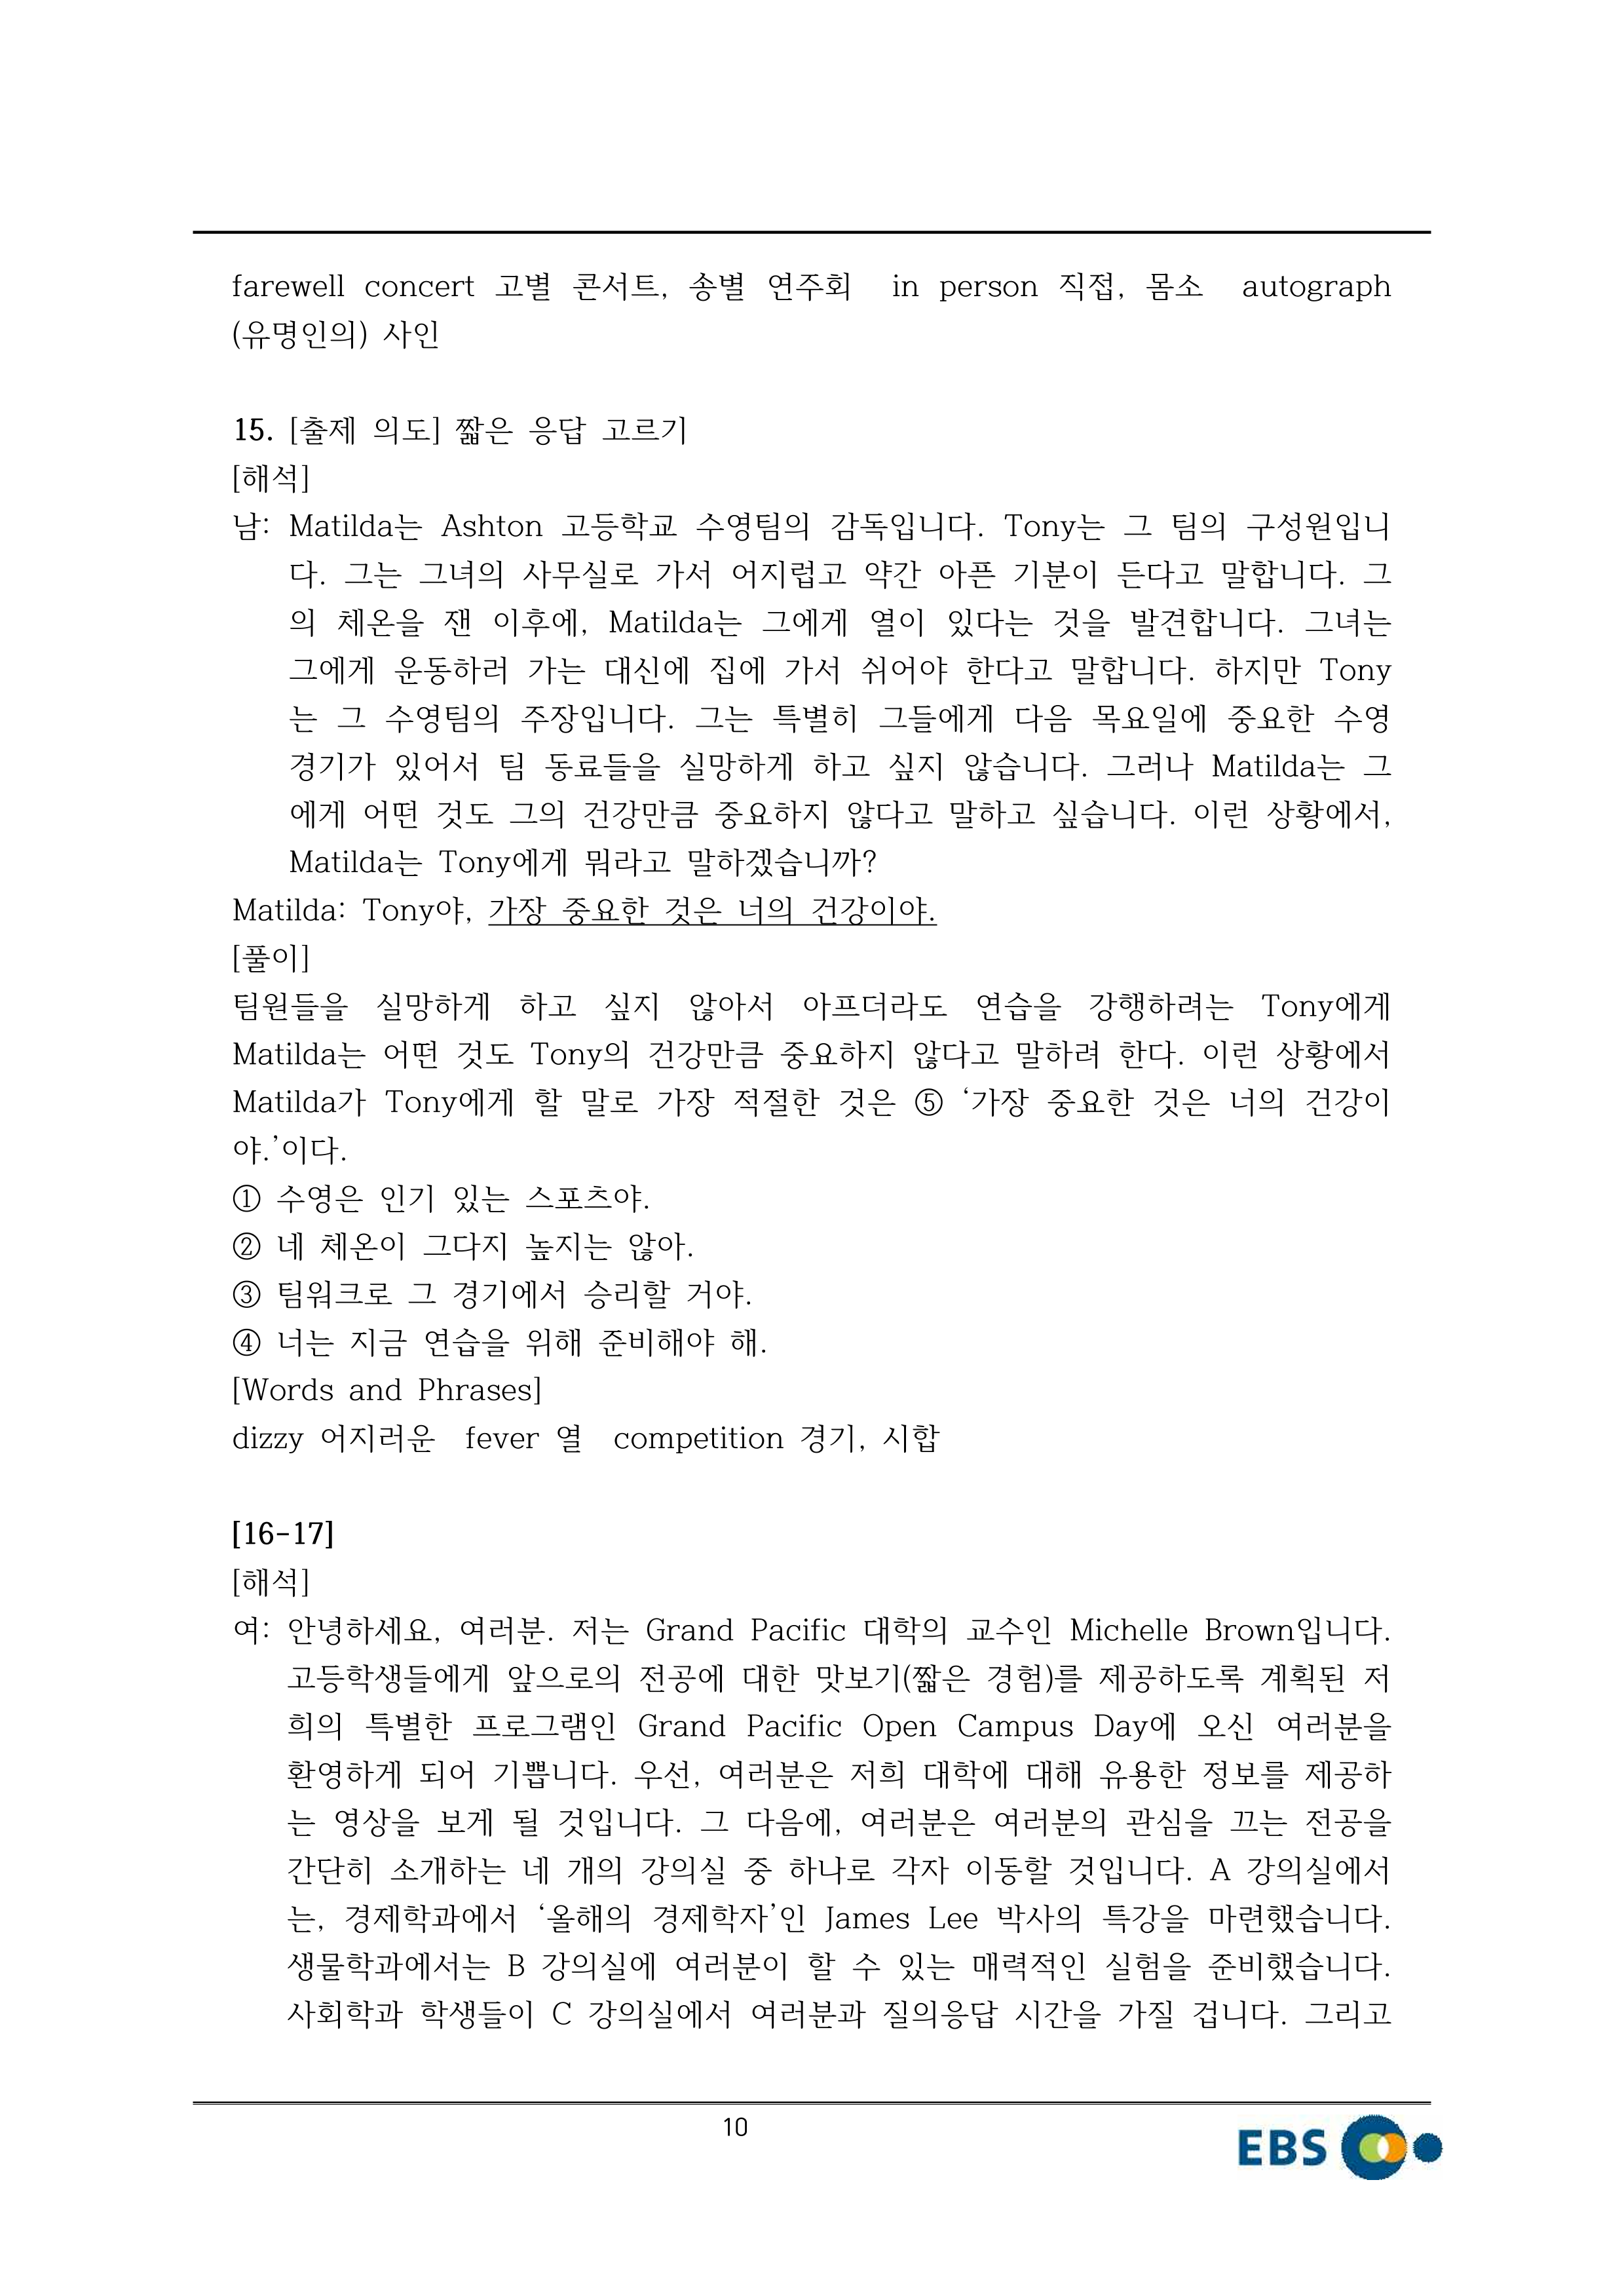 farewell concert 고별 콘서트, 송별 연주회  in person 직접, 몸소  autograph
(유명인의) 사인
15. [출제 의도] 짧은 응답 고르기
[해석]
남: Matilda는 Ashton 고등학교 수영팀의 감독입니다. Tony는 그 팀의 구성원입니
다. 그는 그녀의 사무실로 가서 어지럽고 약간 아픈 기분이 든다고 말합니다. 그
의 체온을 잰 이후에, Matilda는 그에게 열이 있다는 것을 발견합니다. 그녀는
그에게 운동하러 가는 대신에 집에 가서 쉬어야 한다고 말합니다. 하지만 Tony
는 그 수영팀의 주장입니다. 그는 특별히 그들에게 다음 목요일에 중요한 수영
경기가 있어서 팀 동료들을 실망하게 하고 싶지 않습니다. 그러나 Matilda는 그
에게 어떤 것도 그의 건강만큼 중요하지 않다고 말하고 싶습니다. 이런 상황에서,
Matilda는 Tony에게 뭐라고 말하겠습니까?
Matilda: Tony야, 가장 중요한 것은 너의 건강이야.
[풀이]
팀원들을 실망하게 하고 싶지 않아서 아프더라도 연습을 강행하려는 Tony에게
Matilda는 어떤 것도 Tony의 건강만큼 중요하지 않다고 말하려 한다. 이런 상황에서
Matilda가 Tony에게 할 말로 가장 적절한 것은 ⑤ ‘가장 중요한 것은 너의 건강이
야.’이다.
① 수영은 인기 있는 스포츠야.
② 네 체온이 그다지 높지는 않아.
③ 팀워크로 그 경기에서 승리할 거야.
④ 너는 지금 연습을 위해 준비해야 해.
[Words and Phrases]
dizzy 어지러운  fever 열  competition 경기, 시합
[16-17]
[해석]
여: 안녕하세요, 여러분. 저는 Grand Pacific 대학의 교수인 Michelle Brown입니다.
고등학생들에게 앞으로의 전공에 대한 맛보기(짧은 경험)를 제공하도록 계획된 저
희의 특별한 프로그램인 Grand Pacific Open Campus Day에 오신 여러분을
환영하게 되어 기쁩니다. 우선, 여러분은 저희 대학에 대해 유용한 정보를 제공하
는 영상을 보게 될 것입니다. 그 다음에, 여러분은 여러분의 관심을 끄는 전공을
간단히 소개하는 네 개의 강의실 중 하나로 각자 이동할 것입니다. A 강의실에서
는, 경제학과에서 ‘올해의 경제학자’인 James Lee 박사의 특강을 마련했습니다.
생물학과에서는 B 강의실에 여러분이 할 수 있는 매력적인 실험을 준비했습니다.
사회학과 학생들이 C 강의실에서 여러분과 질의응답 시간을 가질 겁니다. 그리고
10
EBS